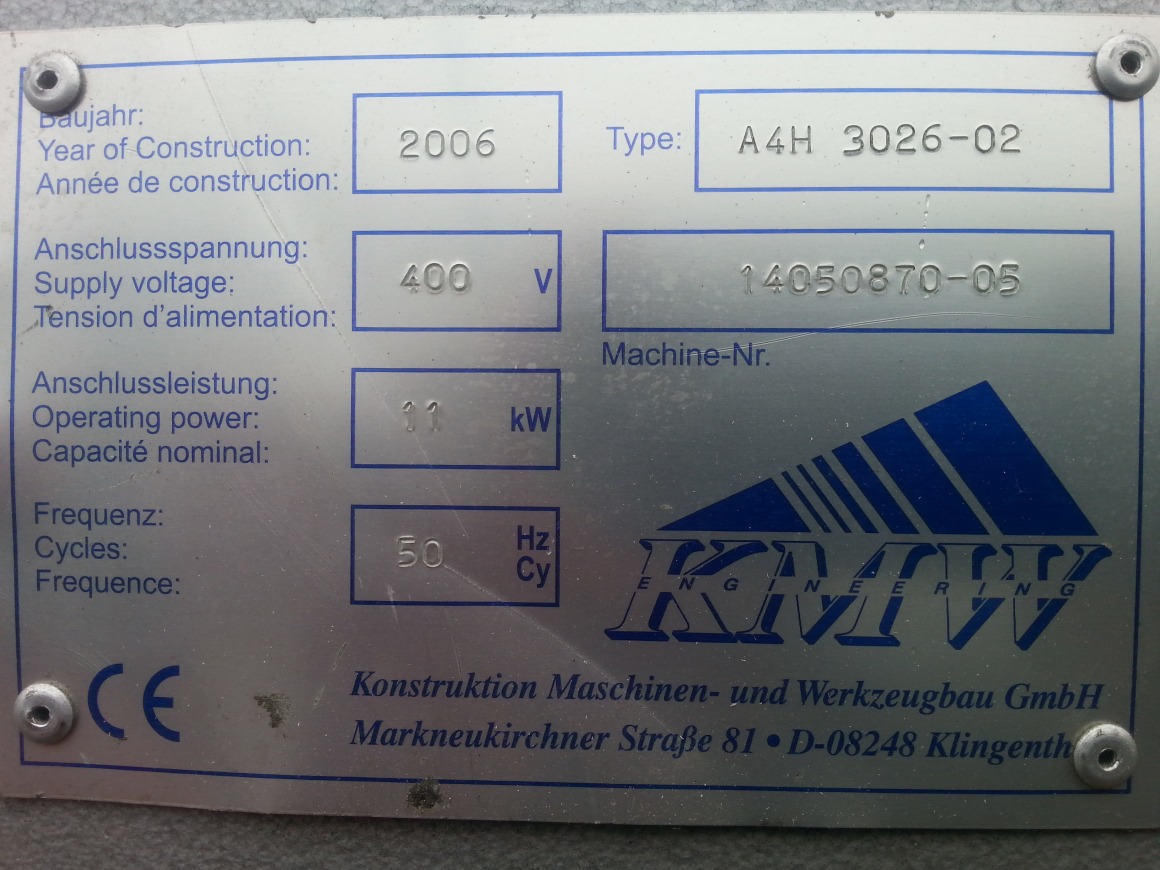 Baujahr:
Year of Construction:
Année de construction:
2006
Type:
A4H 3026-02
Anschlussspannung:
Supply voltage:
Tension d'alimentation:
400 V
14050870-05
Machine-Nr.
Anschlussleistung:
Operating power:
Capacité nominal:
11 kW
Frequenz:
Cycles:
Frequence:
50
Hz
Cy
KMW
ENGINEERING
CE
Konstruktion Maschinen- und Werkzeugbau GmbH
Markneukirchner Straße 81 • D-08248 Klingenth